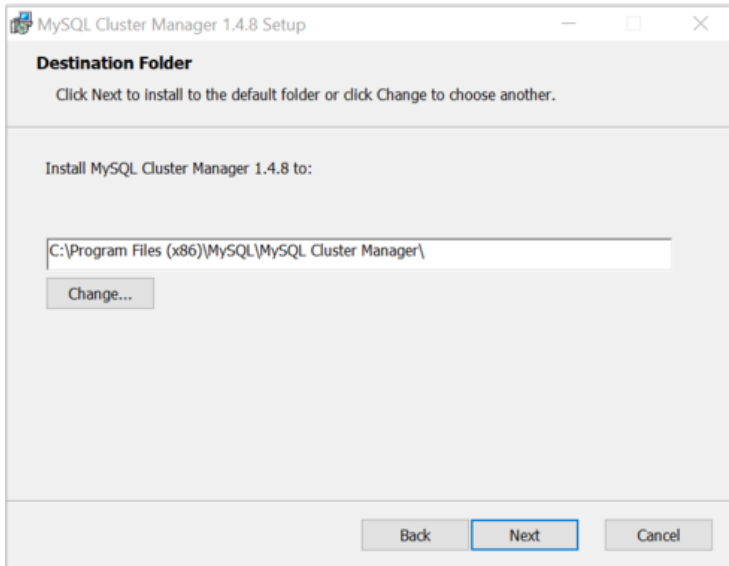 MySQL Cluster Manager 1.4.8 Setup
Destination Folder
Click Next to install to the default folder or click Change to choose another.
Install MySQL Cluster Manager 1.4.8 to:
C:\Program Files (x86)\MySQL\MySQL Cluster Manager\
Change...
Back Next Cancel